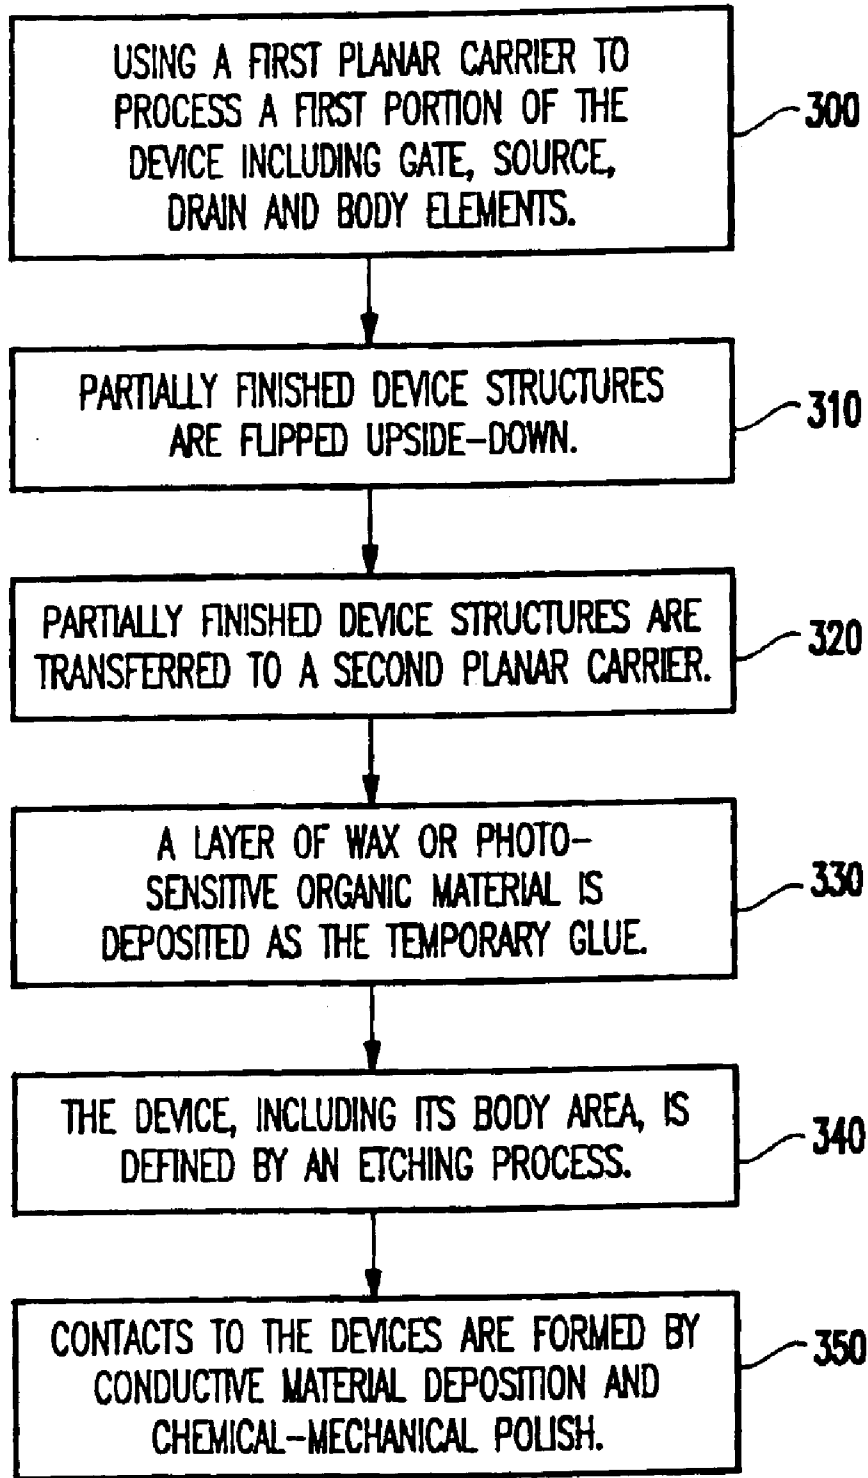 USING A FIRST PLANAR CARRIER TO
PROCESS A FIRST PORTION OF THE
DEVICE INCLUDING GATE, SOURCE,
DRAIN AND BODY ELEMENTS.
300
PARTIALLY FINISHED DEVICE STRUCTURES
ARE FLIPPED UPSIDE-DOWN.
310
PARTIALLY FINISHED DEVICE STRUCTURES ARE
TRANSFERRED TO A SECOND PLANAR CARRIER.
320
A LAYER OF WAX OR PHOTO-
SENSITIVE ORGANIC MATERIAL IS
DEPOSITED AS THE TEMPORARY GLUE.
330
THE DEVICE, INCLUDING ITS BODY AREA, IS
DEFINED BY AN ETCHING PROCESS.
340
CONTACTS TO THE DEVICES ARE FORMED BY
CONDUCTIVE MATERIAL DEPOSITION AND
CHEMICAL-MECHANICAL POLISH.
350